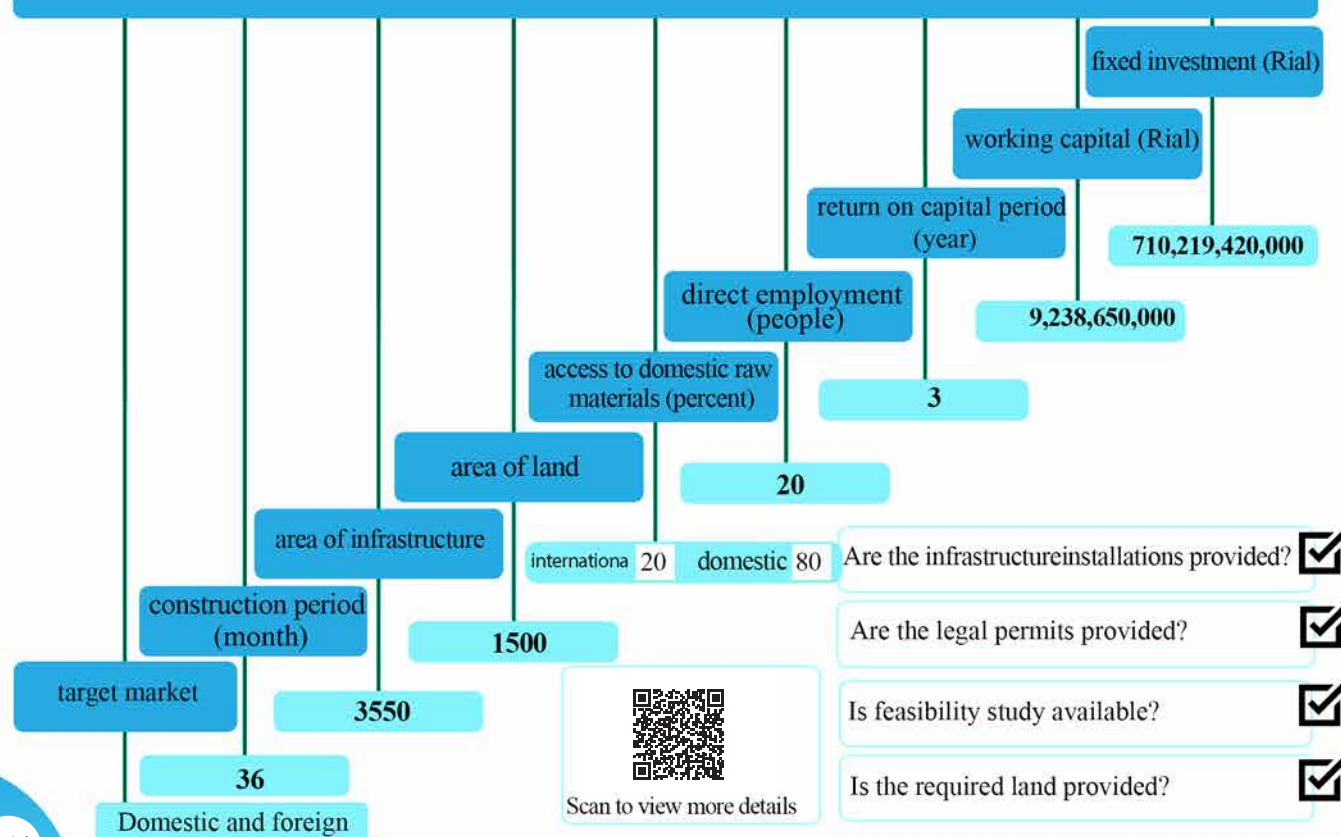 fixed investment (Rial)
710,219,420,000
working capital (Rial)
9,238,650,000
return on capital period
(year)
3
direct employment
(people)
20
access to domestic raw
materials (percent)
internationa 20 domestic 80
area of land
1500
area of infrastructure
3550
construction period
(month)
36
target market
Domestic and foreign
Are the infrastructureinstallations provided?
Are the legal permits provided?
Is feasibility study available?
Is the required land provided?
Scan to view more details